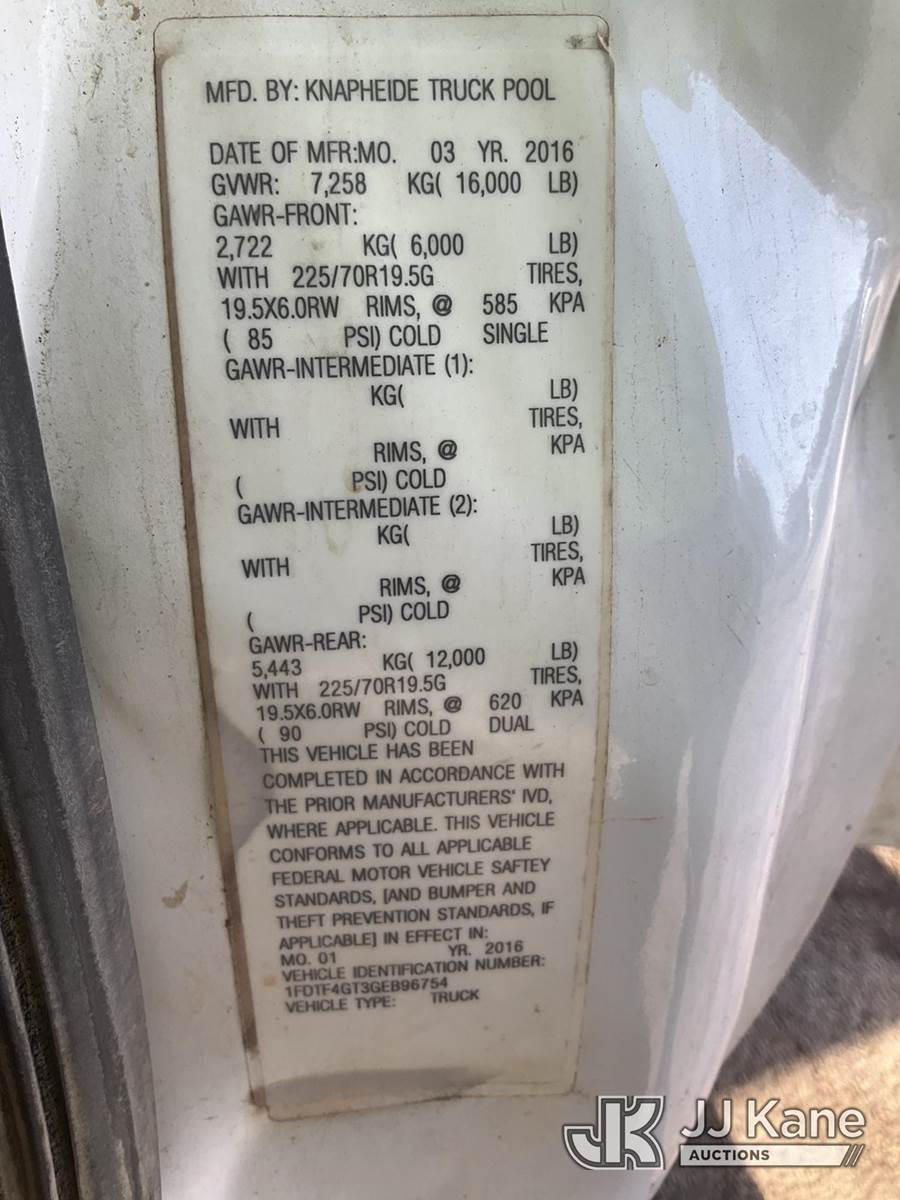 MFD. BY: KNAPHEIDE TRUCK POOL
DATE OF MFR:MO. 03 YR. 2016
GVWR: 7,258 KG( 16,000 LB)
GAWR-FRONT:
2,722 KG( 6,000 LB)
WITH 225/70R19.5G TIRES,
19.5X6.0RW RIMS, @ 585 KPA
( 85 PSI) COLD SINGLE
GAWR-INTERMEDIATE (1):
KG( LB)
WITH TIRES,
RIMS, @ KPA
( PSI) COLD
GAWR-INTERMEDIATE (2):
KG( LB)
WITH TIRES,
RIMS, @ KPA
( PSI) COLD
GAWR-REAR:
5,443 KG( 12,000 LB)
WITH 225/70R19.5G TIRES,
19.5X6.0RW RIMS, @ 620 KPA
( 90 PSI) COLD DUAL
THIS VEHICLE HAS BEEN
COMPLETED IN ACCORDANCE WITH
THE PRIOR MANUFACTURERS' IVD,
WHERE APPLICABLE. THIS VEHICLE
CONFORMS TO ALL APPLICABLE
FEDERAL MOTOR VEHICLE SAFTEY
STANDARDS, [AND BUMPER AND
THEFT PREVENTION STANDARDS, IF
APPLICABLE] IN EFFECT IN:
MO. 01 YR. 2016
VEHICLE IDENTIFICATION NUMBER:
1FDTF4GT3GEB96754
VEHICLE TYPE: TRUCK
JK JJ Kane
AUCTIONS